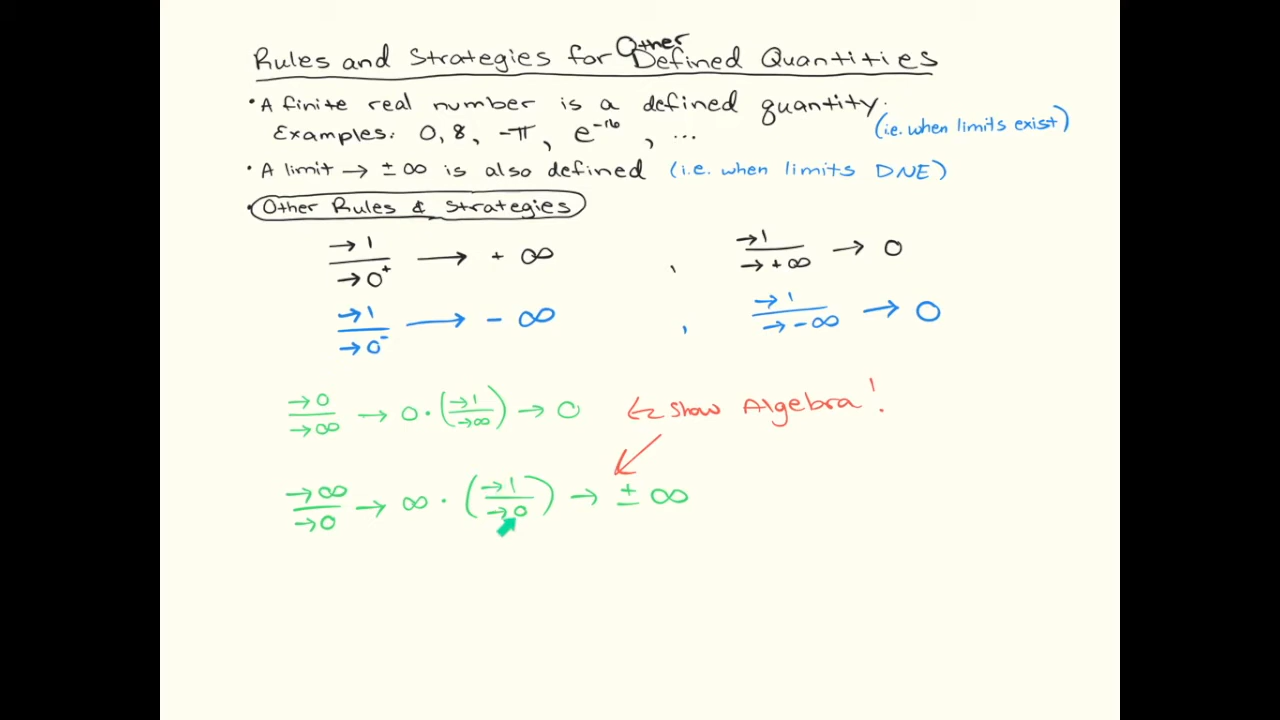 Rules and Strategies for Other Defined Quantities
• A finite real number is a defined quantity.
Examples: 0, 8, -π, e^-16, ... (i.e. when limits exist)
• A limit → ±∞ is also defined (i.e. when limits DNE)
• Other Rules & Strategies
→1/→0⁺ → +∞ , →1/→+∞ → 0
→1/→0⁻ → -∞ , →1/→-∞ → 0
→0/→∞ → 0 · (→1/→∞) → 0 ← Show Algebra!
→∞/→0 → ∞ · (→1/→0) → ±∞